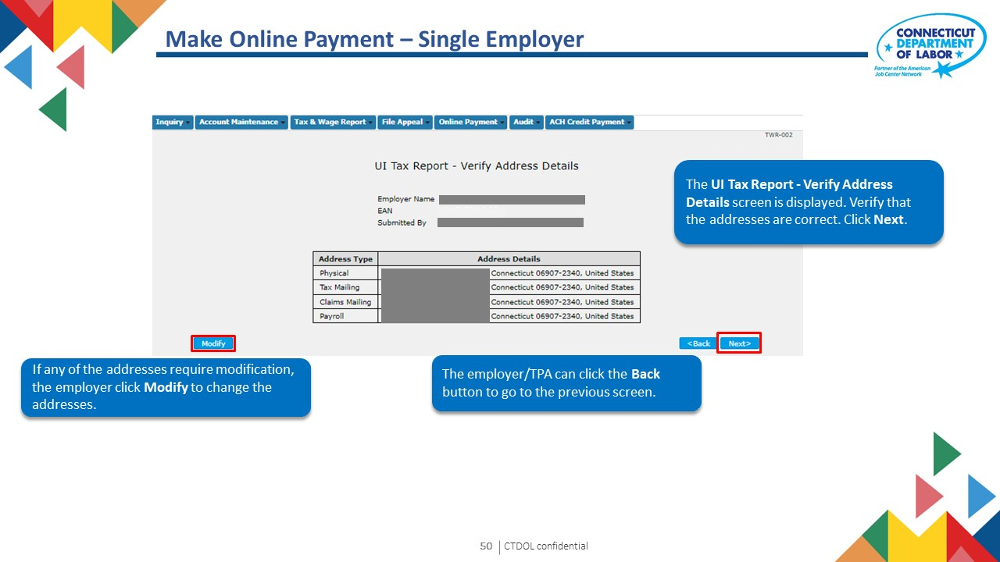 Make Online Payment – Single Employer
CONNECTICUT
DEPARTMENT
OF LABOR
Partner of the American
Job Center Network
Inquiry Account Maintenance Tax & Wage Report File Appeal Online Payment Audit ACH Credit Payment
TWR-002
UI Tax Report - Verify Address Details
Employer Name
EAN
Submitted By
The UI Tax Report - Verify Address
Details screen is displayed. Verify that
the addresses are correct. Click Next.
Address Type Address Details
Physical Connecticut 06907-2340, United States
Tax Mailing Connecticut 06907-2340, United States
Claims Mailing Connecticut 06907-2340, United States
Payroll Connecticut 06907-2340, United States
Modify <Back Next>
If any of the addresses require modification,
the employer click Modify to change the
addresses.
The employer/TPA can click the Back
button to go to the previous screen.
50 CTDOL confidential